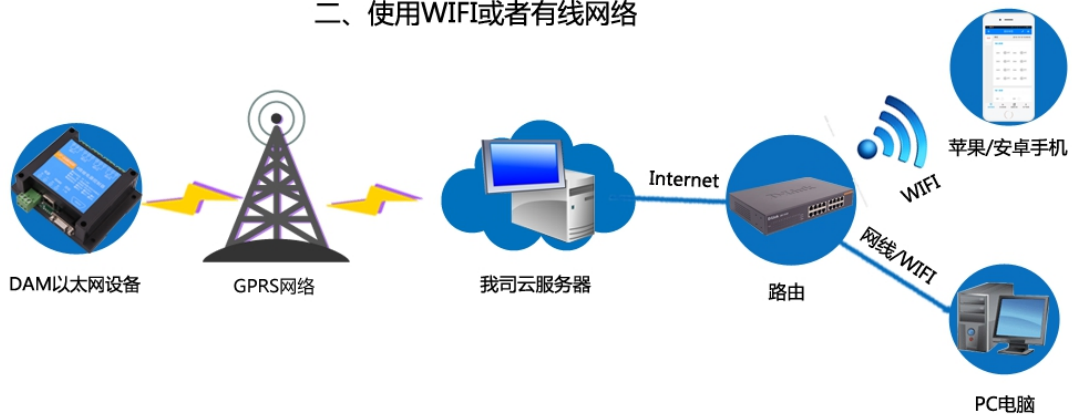 二、使用WIFI或者有线网络
苹果/安卓手机
WIFI
Internet
网线/WIFI
DAM以太网设备
GPRS网络
我司云服务器
路由
PC电脑